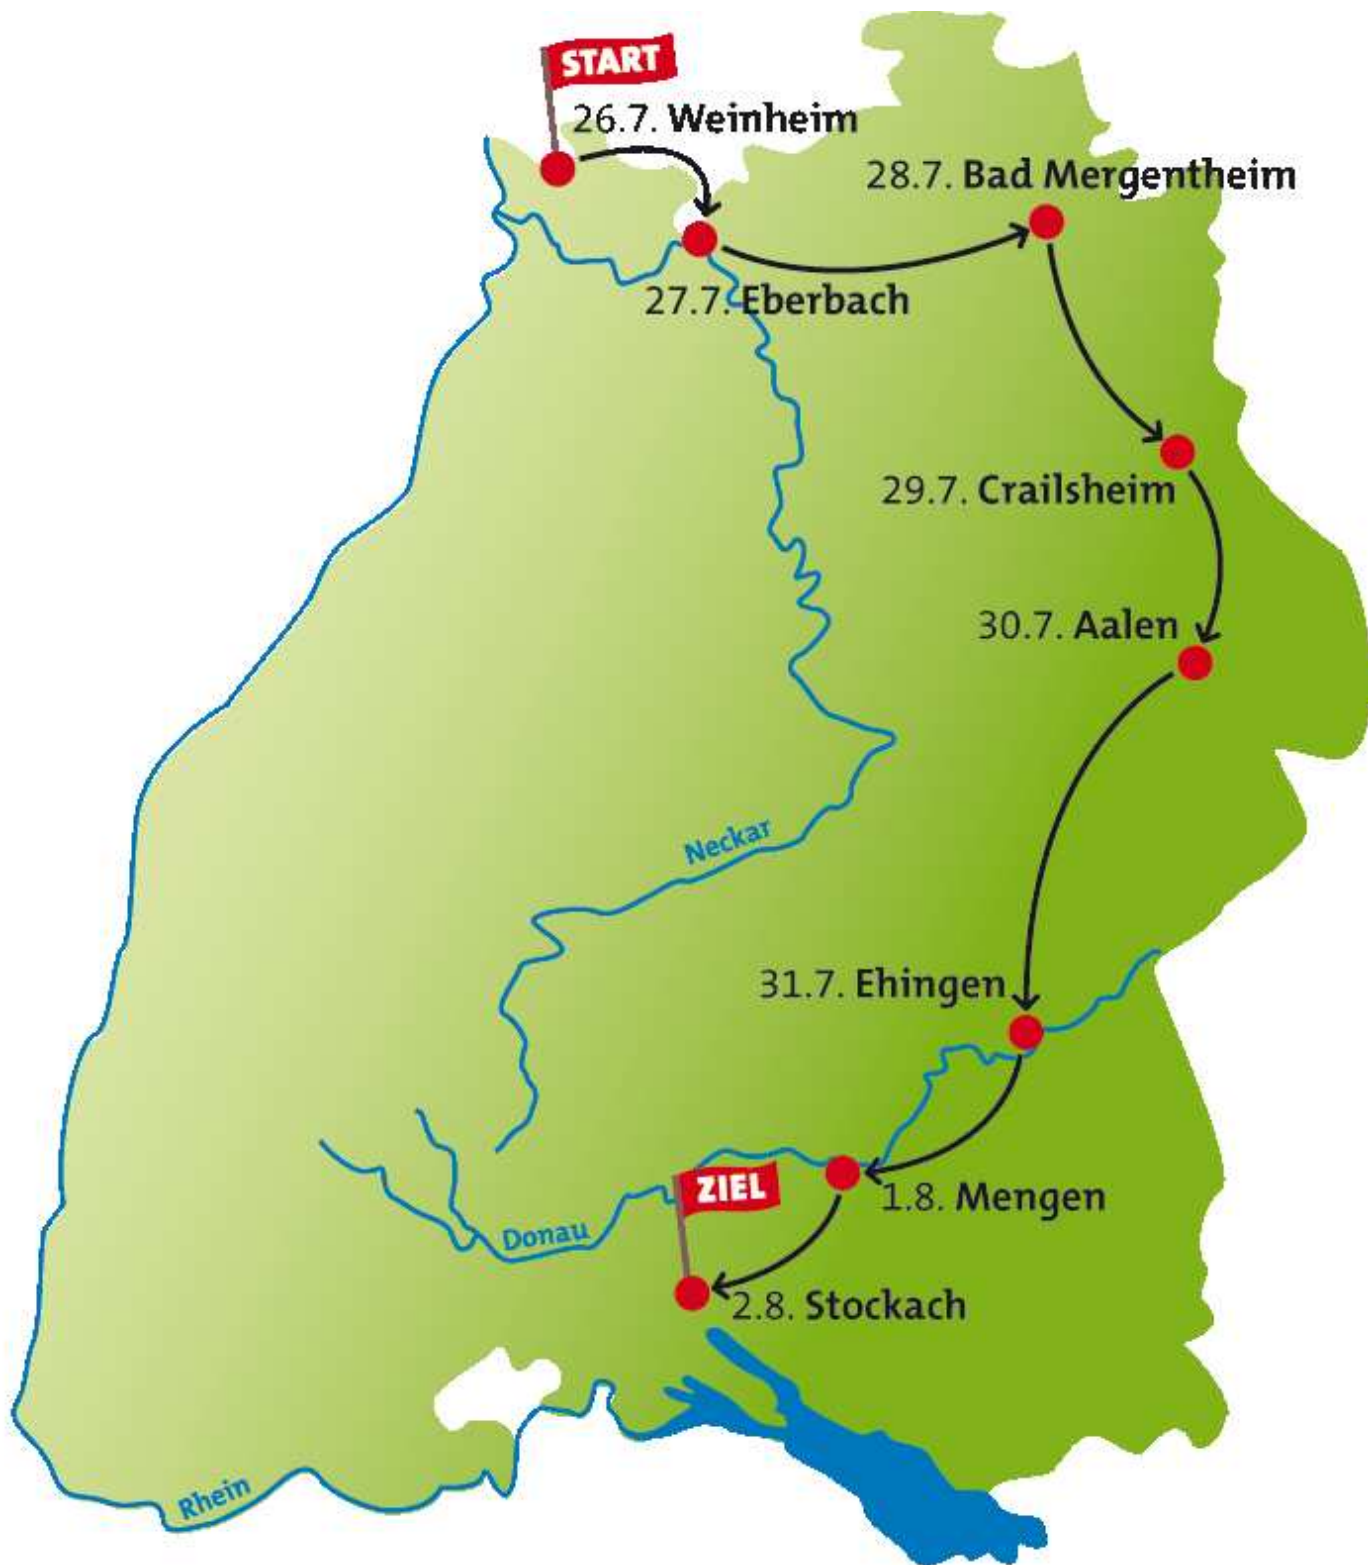 START
26.7. Weinheim
28.7. Bad Mergentheim
27.7. Eberbach
29.7. Crailsheim
30.7. Aalen
Neckar
31.7. Ehingen
ZIEL
1.8. Mengen
Donau
2.8. Stockach
Rhein